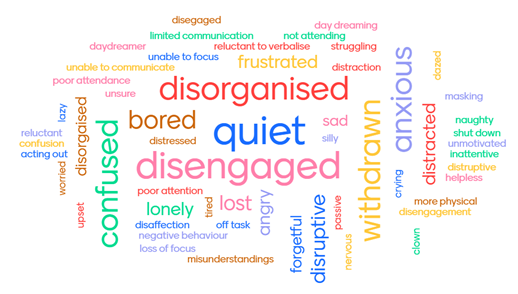 disegaged
day dreaming
limited communication
not attending
daydreamer
reluctant to verbalise
struggling
unable to focus
frustrated
anxious
dazed
unable to communicate
distraction
poor attendance
disorganised
unsure
masking
lazy
disorgaised
bored
quiet
sad
silly
withdrawn
distracted
naughty
reluctant
confusion
acting out
confused
distressed
shut down
unmotivated
inattentive
disengaged
worried
crying
disruptive
helpless
poor attention
upset
lonely
tired
lost
angry
forgetful
disruptive
passive
nervous
more physical
disengagement
disaffection
off task
negative behaviour
loss of focus
clown
misunderstandings